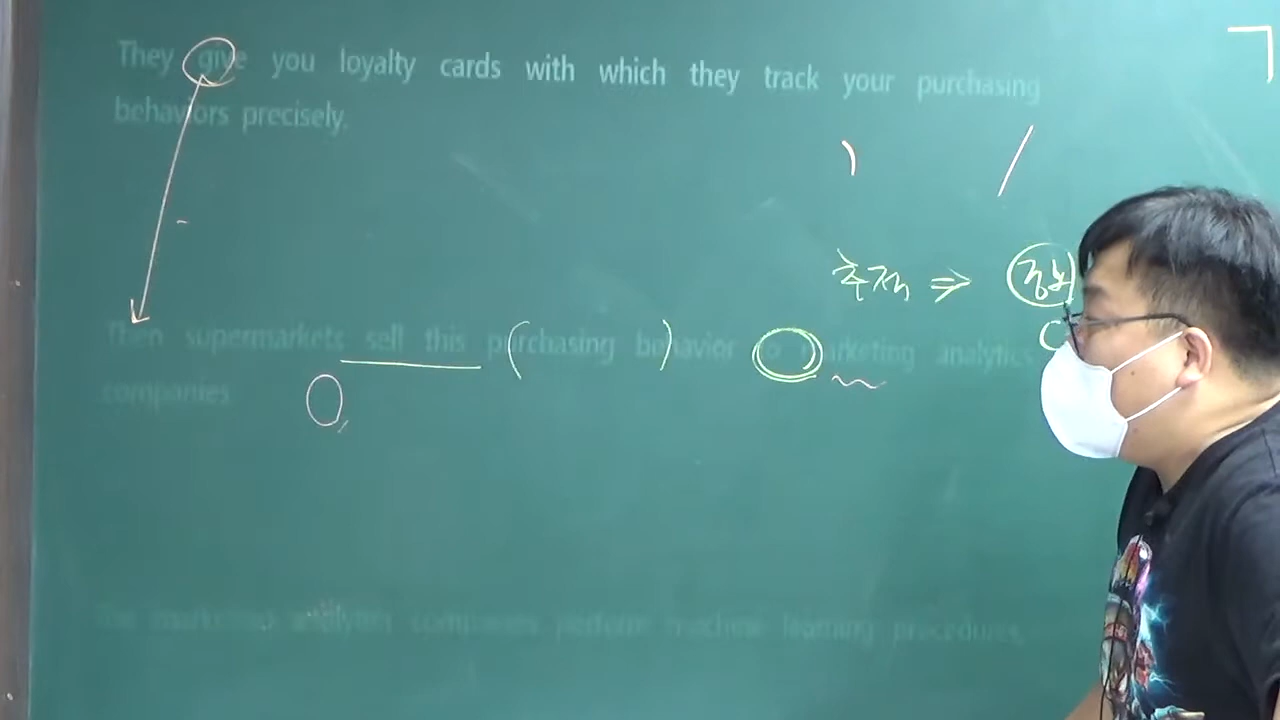 They give you loyalty cards with which they track your purchasing
behaviors precisely.
추적 ⇒ 정보
Then supermarkets sell this purchasing behavior to marketing analytics
companies
The marketing analytics companies perform machine learning procedures,